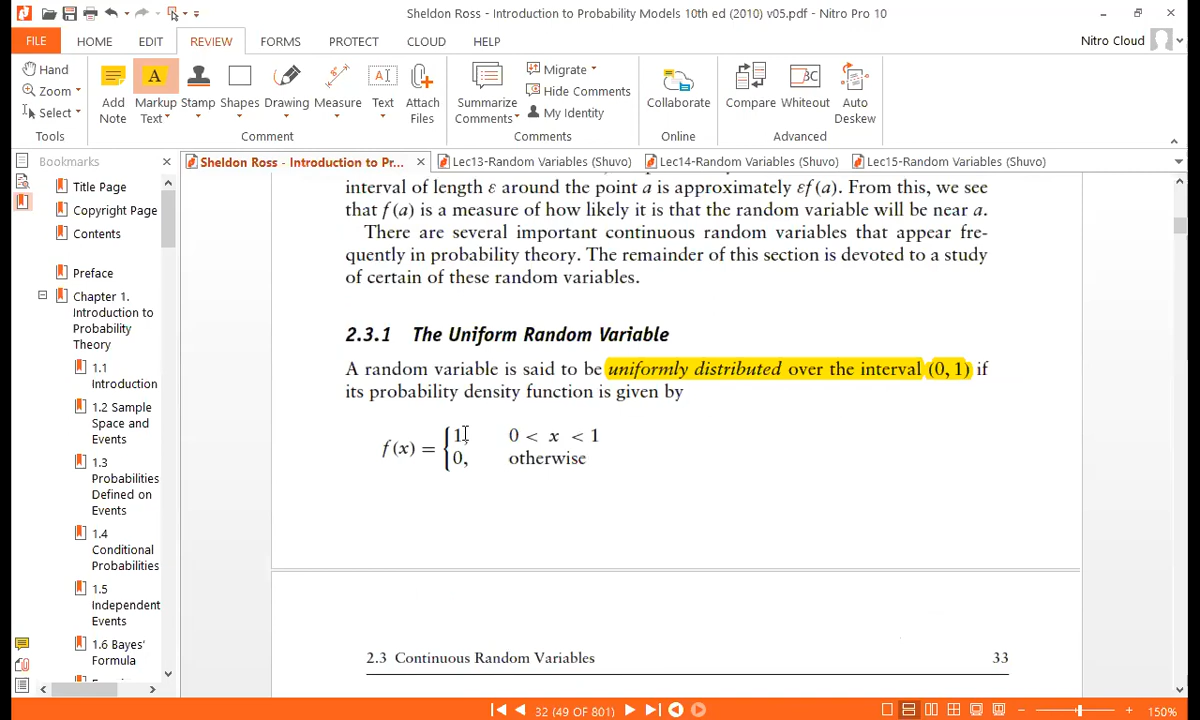 Sheldon Ross - Introduction to Probability Models 10th ed (2010) v05.pdf - Nitro Pro 10
FILE HOME EDIT REVIEW FORMS PROTECT CLOUD HELP Nitro Cloud
Hand
Zoom
Select
Tools
Add Note
Markup Text
Stamp
Shapes
Drawing
Measure
Text
Attach Files
Comment
Summarize Comments
Migrate
Hide Comments
My Identity
Comments
Collaborate
Online
Compare
Whiteout
Auto Deskew
Advanced
Bookmarks
Sheldon Ross - Introduction to Pr... Lec13-Random Variables (Shuvo) Lec14-Random Variables (Shuvo) Lec15-Random Variables (Shuvo)
Title Page
Copyright Page
Contents
Preface
Chapter 1.
Introduction to
Probability
Theory
1.1
Introduction
1.2 Sample
Space and
Events
1.3
Probabilities
Defined on
Events
1.4
Conditional
Probabilities
1.5
Independent
Events
1.6 Bayes'
Formula
interval of length ε around the point a is approximately εf(a). From this, we see
that f(a) is a measure of how likely it is that the random variable will be near a.
There are several important continuous random variables that appear fre-
quently in probability theory. The remainder of this section is devoted to a study
of certain of these random variables.
2.3.1 The Uniform Random Variable
A random variable is said to be uniformly distributed over the interval (0, 1) if
its probability density function is given by
f(x) = {1, 0 < x < 1
0, otherwise
2.3 Continuous Random Variables 33
32 (49 OF 801) 150%